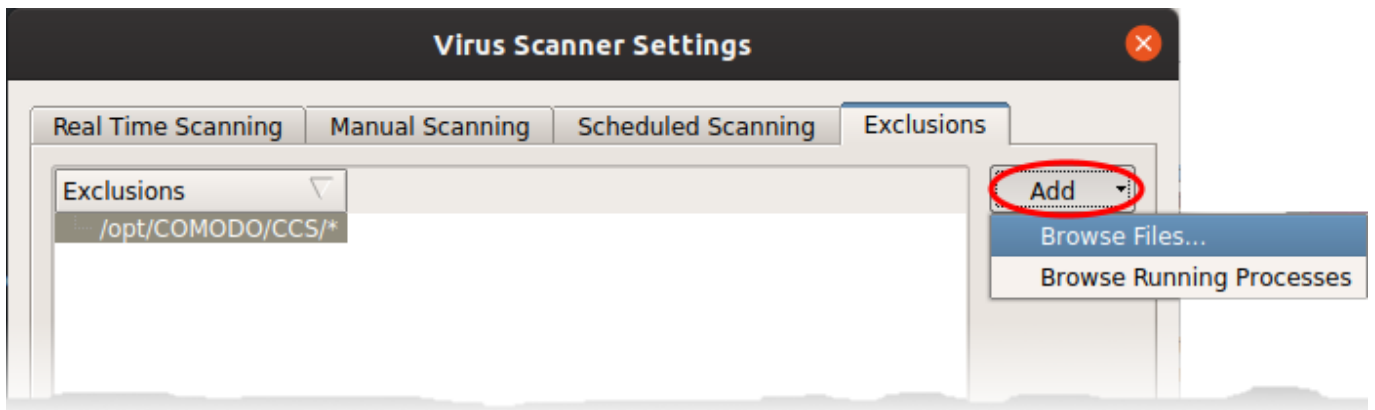 Virus Scanner Settings
Real Time Scanning Manual Scanning Scheduled Scanning Exclusions
Exclusions Add
/opt/COMODO/CCS/*
Browse Files...
Browse Running Processes